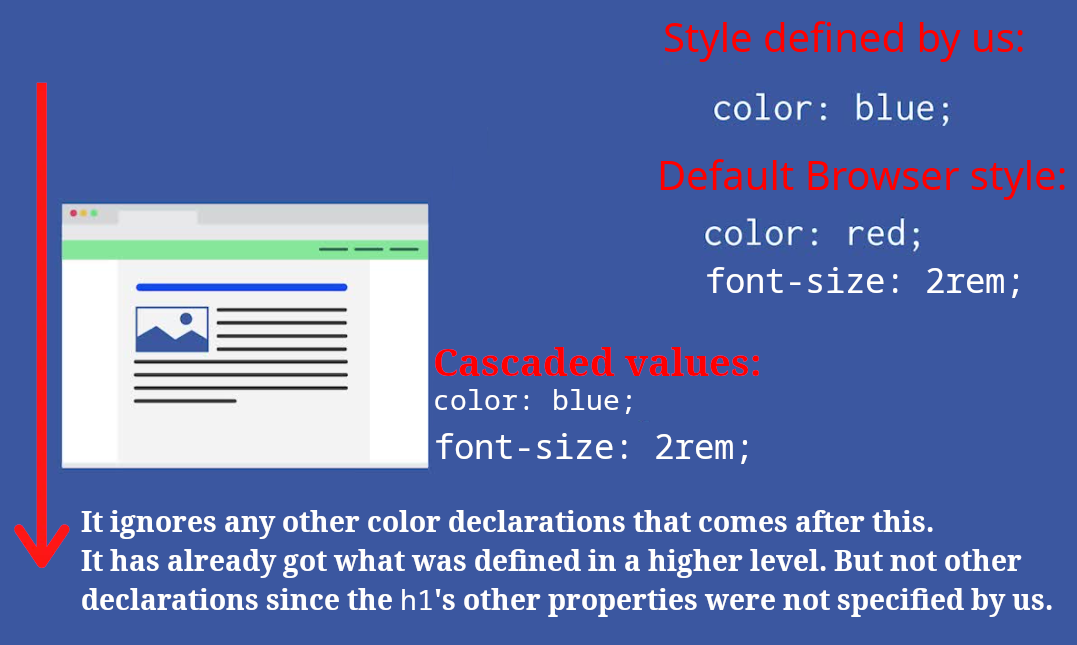 Style defined by us:
color: blue;
Default Browser style:
color: red;
font-size: 2rem;
Cascaded values:
color: blue;
font-size: 2rem;
It ignores any other color declarations that comes after this.
It has already got what was defined in a higher level. But not other
declarations since the h1's other properties were not specified by us.